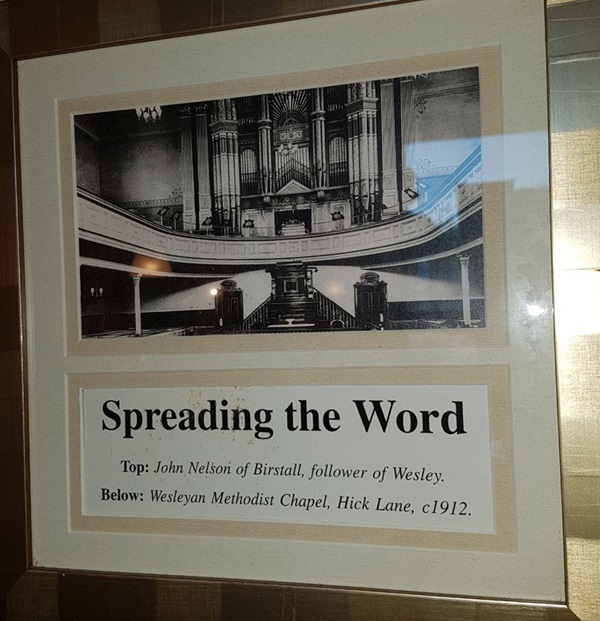 Spreading the Word
Top: John Nelson of Birstall, follower of Wesley.
Below: Wesleyan Methodist Chapel, Hick Lane, c1912.